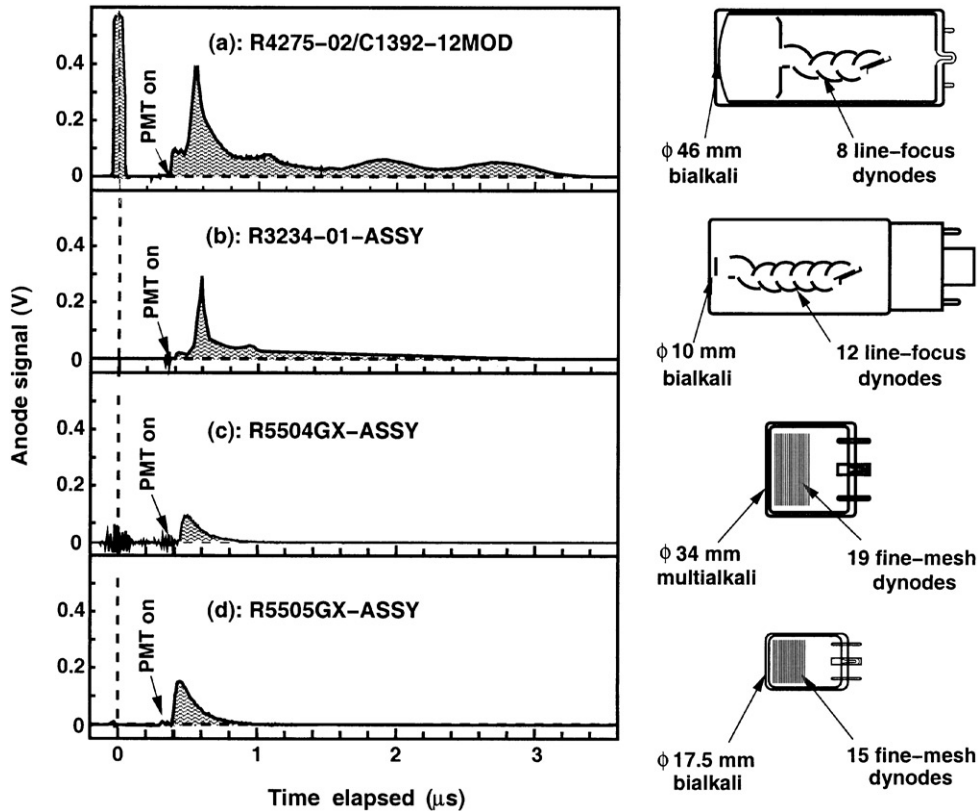 Anode signal (V)
(a): R4275-02/C1392-12MOD
PMT on
0.4
0.2
0
(b): R3234-01-ASSY
PMT on
0.4
0.2
0
(c): R5504GX-ASSY
PMT on
0.4
0.2
0
(d): R5505GX-ASSY
PMT on
0.4
0.2
0
0 1 2 3
Time elapsed (μs)
ϕ 46 mm
bialkali
8 line-focus
dynodes
ϕ 10 mm
bialkali
12 line-focus
dynodes
ϕ 34 mm
multialkali
19 fine-mesh
dynodes
ϕ 17.5 mm
bialkali
15 fine-mesh
dynodes